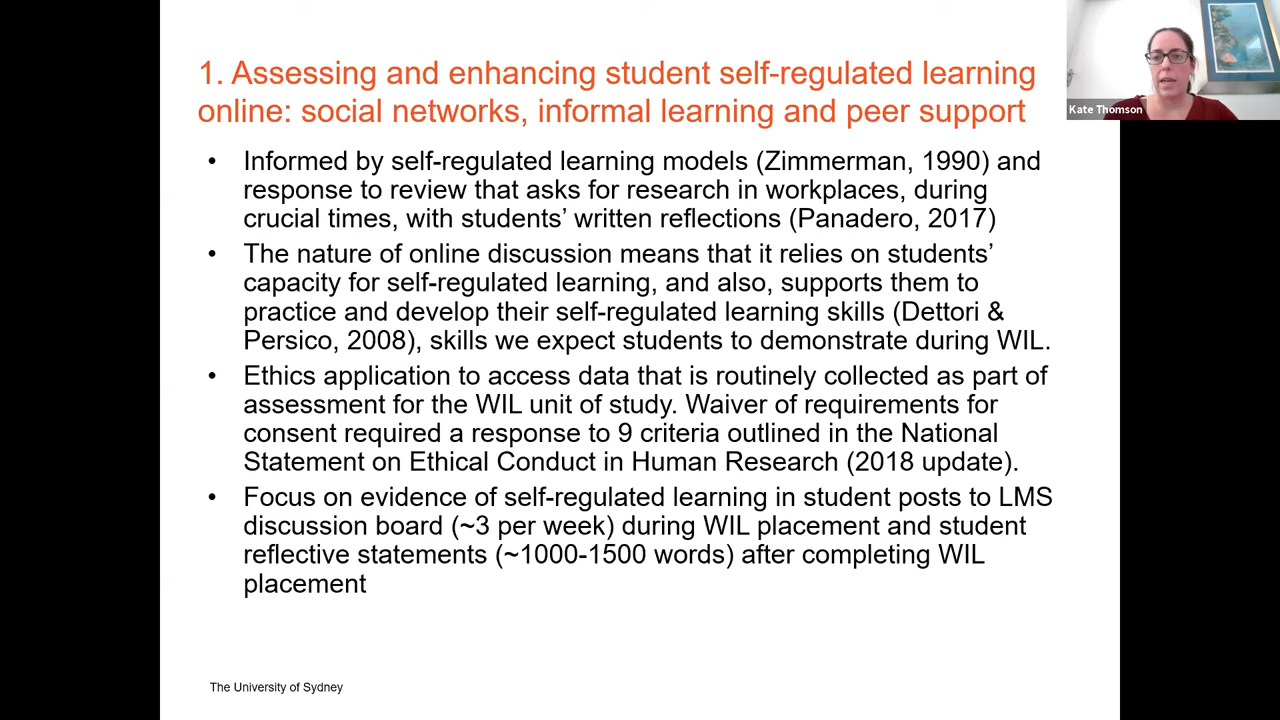 1. Assessing and enhancing student self-regulated learning
online: social networks, informal learning and peer support
Kate Thomson
• Informed by self-regulated learning models (Zimmerman, 1990) and
response to review that asks for research in workplaces, during
crucial times, with students’ written reflections (Panadero, 2017)
• The nature of online discussion means that it relies on students’
capacity for self-regulated learning, and also, supports them to
practice and develop their self-regulated learning skills (Dettori &
Persico, 2008), skills we expect students to demonstrate during WIL.
• Ethics application to access data that is routinely collected as part of
assessment for the WIL unit of study. Waiver of requirements for
consent required a response to 9 criteria outlined in the National
Statement on Ethical Conduct in Human Research (2018 update).
• Focus on evidence of self-regulated learning in student posts to LMS
discussion board (~3 per week) during WIL placement and student
reflective statements (~1000-1500 words) after completing WIL
placement
The University of Sydney